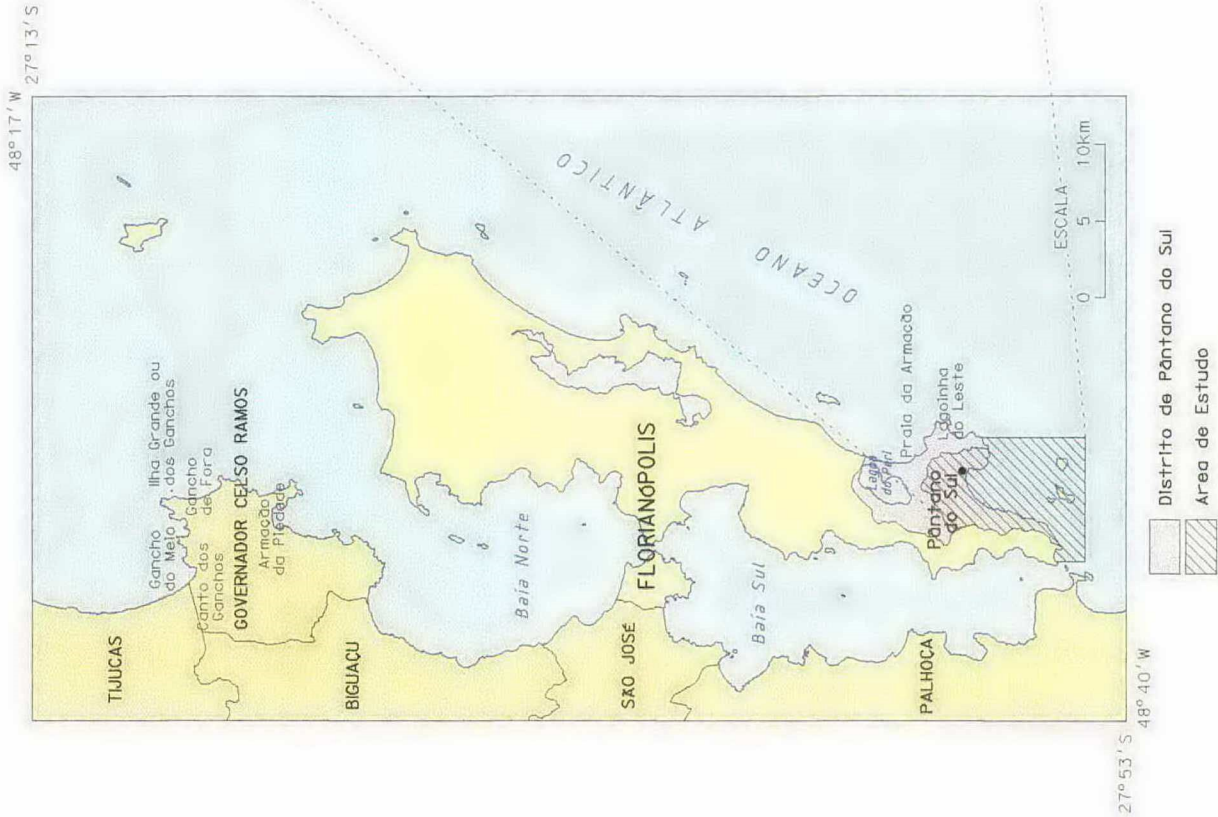 48°17'W
27°13'S
TIJUCAS
Gancho
do Meio
Ilha Grande ou
dos Ganchos
Gancho
de Fora
Canto dos
Ganchos
GOVERNADOR CELSO RAMOS
Armação
da Piedade
BIGUAÇU
Baía Norte
SÃO JOSÉ
FLORIANÓPOLIS
OCEANO ATLÂNTICO
Baía Sul
Lagoa
do Peri
Praia da Armação
Pântano
do Sul
Lagoinha
do Leste
PALHOÇA
ESCALA
0 5 10km
27°53'S
48°40'W
Distrito de Pântano do Sul
Área de Estudo